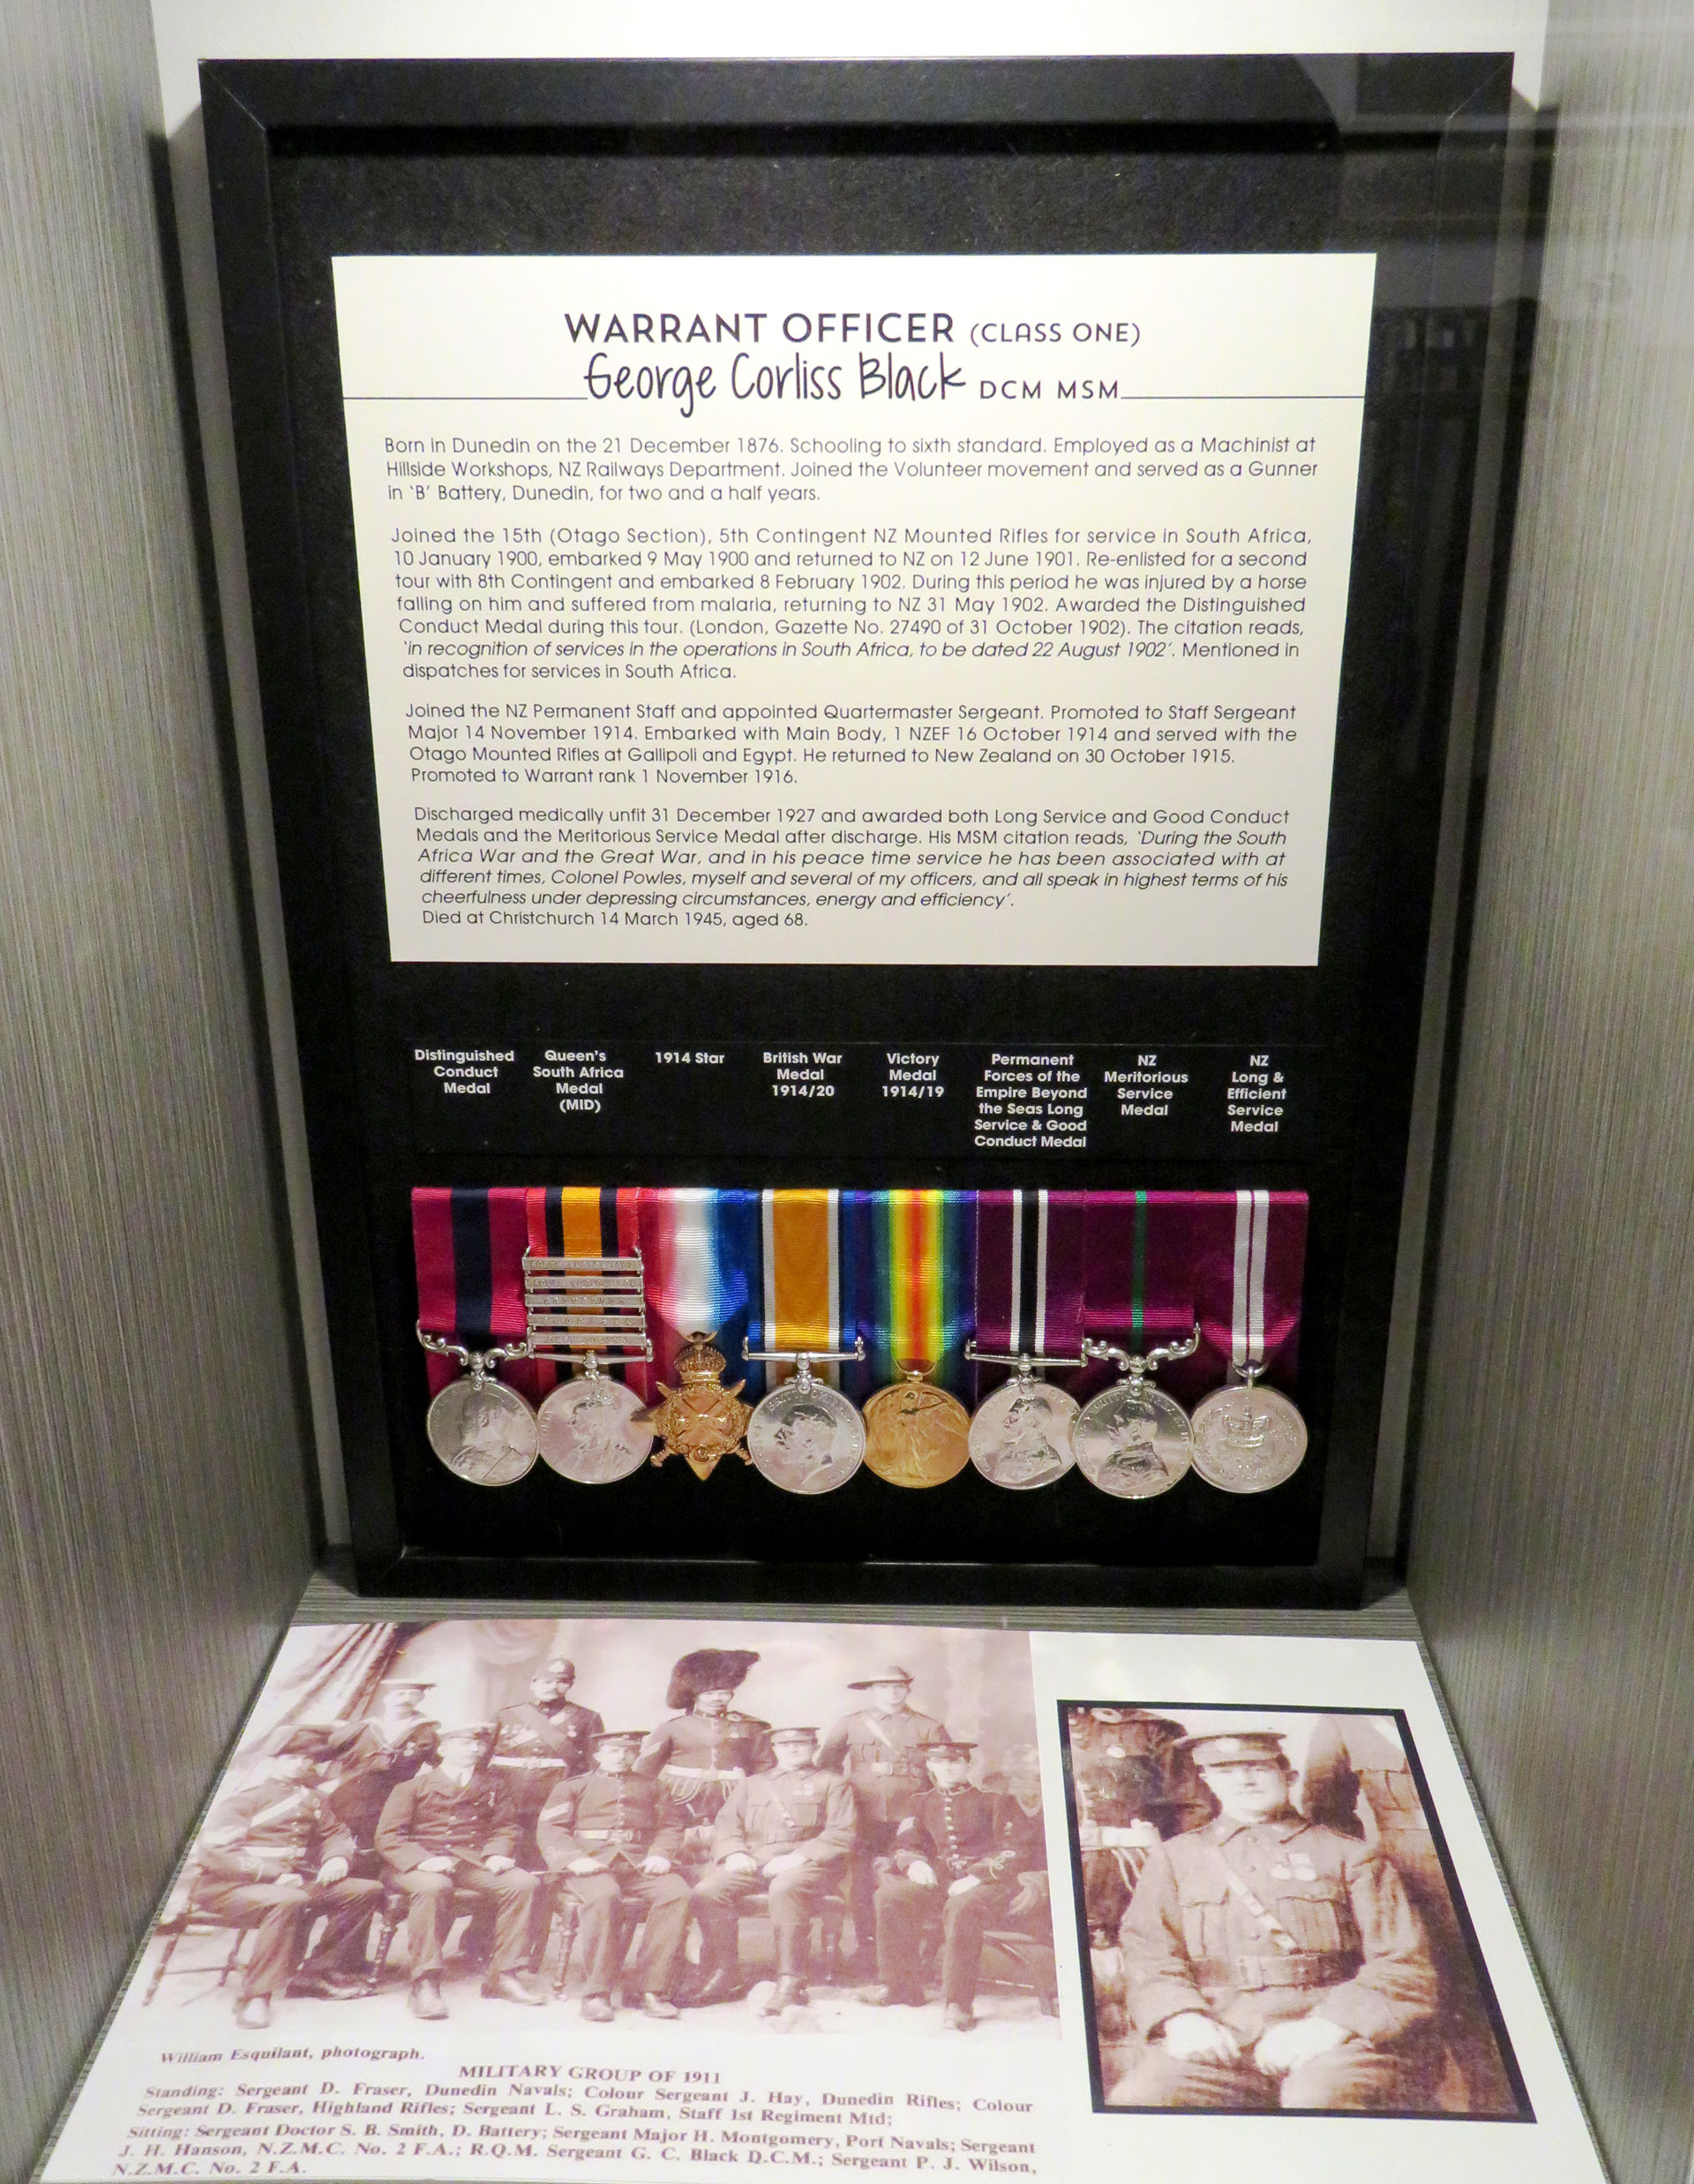 WARRANT OFFICER (CLASS ONE)
George Corliss Black DCM MSM
Born in Dunedin on the 21 December 1876. Schooling to sixth standard. Employed as a Machinist at
Hillside Workshops, NZ Railways Department. Joined the Volunteer movement and served as a Gunner
in ‘B’ Battery, Dunedin, for two and a half years.
Joined the 15th (Otago Section), 5th Contingent NZ Mounted Rifles for service in South Africa,
10 January 1900, embarked 9 May 1900 and returned to NZ on 12 June 1901. Re-enlisted for a second
tour with 8th Contingent and embarked 8 February 1902. During this period he was injured by a horse
falling on him and suffered from malaria, returning to NZ 31 May 1902. Awarded the Distinguished
Conduct Medal during this tour. (London, Gazette No. 27490 of 31 October 1902). The citation reads,
‘in recognition of services in the operations in South Africa, to be dated 22 August 1902’. Mentioned in
dispatches for services in South Africa.
Joined the NZ Permanent Staff and appointed Quartermaster Sergeant. Promoted to Staff Sergeant
Major 14 November 1914. Embarked with Main Body, 1 NZEF 16 October 1914 and served with the
Otago Mounted Rifles at Gallipoli and Egypt. He returned to New Zealand on 30 October 1915.
Promoted to Warrant rank 1 November 1916.
Discharged medically unfit 31 December 1927 and awarded both Long Service and Good Conduct
Medals and the Meritorious Service Medal after discharge. His MSM citation reads, ‘During the South
Africa War and the Great War, and in his peace time service he has been associated with at
different times, Colonel Powles, myself and several of my officers, and all speak in highest terms of his
cheerfulness under depressing circumstances, energy and efficiency’.
Died at Christchurch 14 March 1945, aged 68.
Distinguished
Conduct
Medal
Queen's
South Africa
Medal
(MID)
1914 Star
British War
Medal
1914/20
Victory
Medal
1914/19
Permanent
Forces of the
Empire Beyond
the Seas Long
Service & Good
Conduct Medal
NZ
Meritorious
Service
Medal
NZ
Long &
Efficient
Service
Medal
William Esquilant, photograph.
MILITARY GROUP OF 1911
Standing: Sergeant D. Fraser, Dunedin Navals; Colour Sergeant J. Hay, Dunedin Rifles; Colour
Sergeant D. Fraser, Highland Rifles; Sergeant L. S. Graham, Staff 1st Regiment Mtd;
Sitting: Sergeant Doctor S. B. Smith, D. Battery; Sergeant Major H. Montgomery, Port Navals; Sergeant
J. H. Hanson, N.Z.M.C. No. 2 F.A.; R.Q.M. Sergeant G. C. Black D.C.M.; Sergeant P. J. Wilson,
N.Z.M.C. No. 2 F.A.